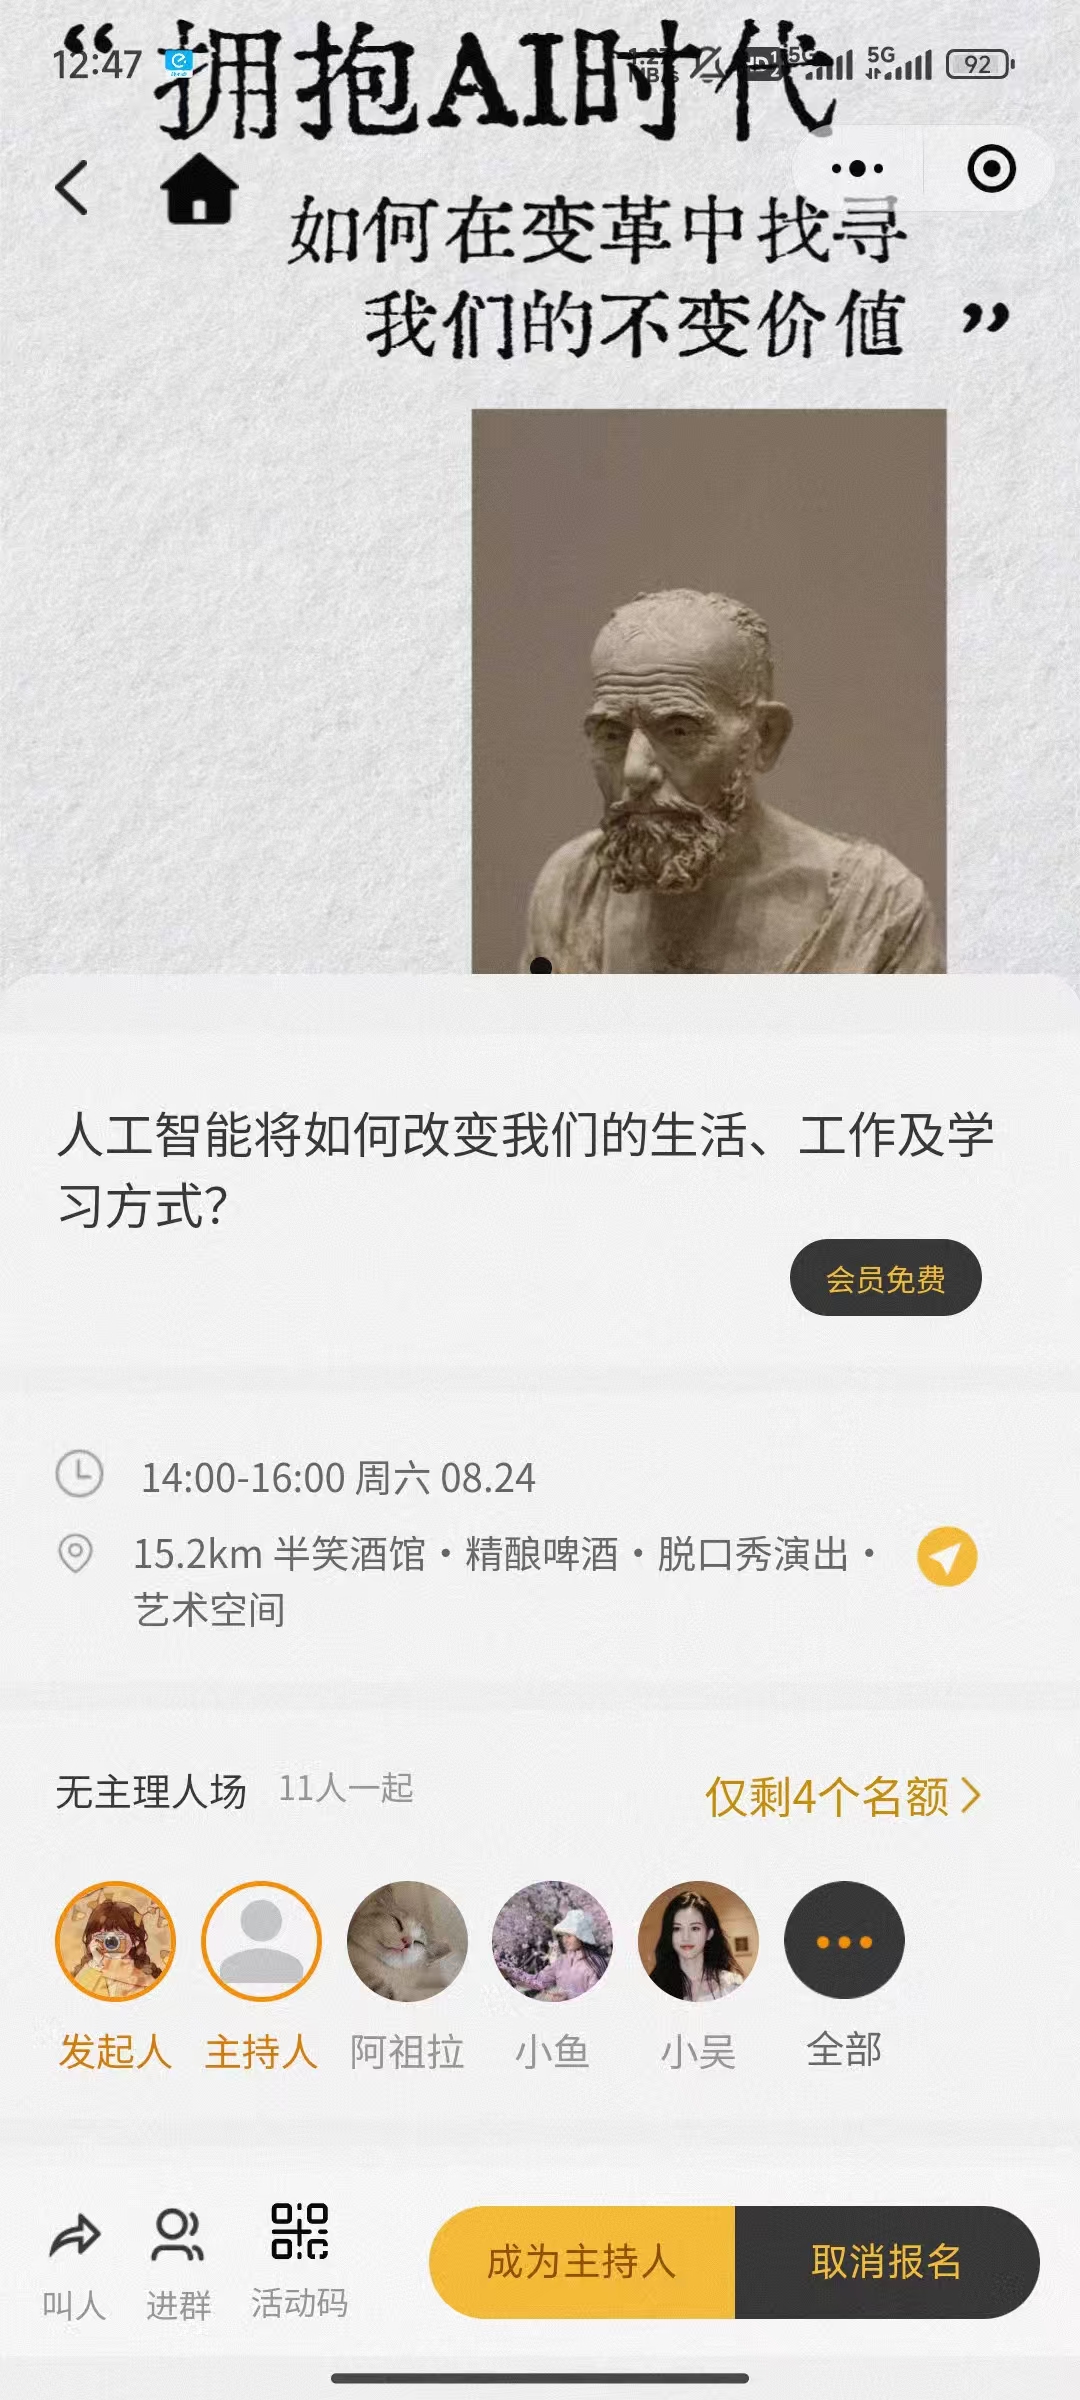 12:47
5G 5G 92
“拥抱AI时代
如何在变革中找寻
我们的不变价值 ”
人工智能将如何改变我们的生活、工作及学
习方式?
会员免费
14:00-16:00 周六 08.24
15.2km 半笑酒馆・精酿啤酒・脱口秀演出・
艺术空间
无主理人场 11人一起 仅剩4个名额
发起人 主持人 阿祖拉 小鱼 小吴 全部
成为主持人 取消报名
叫人 进群 活动码